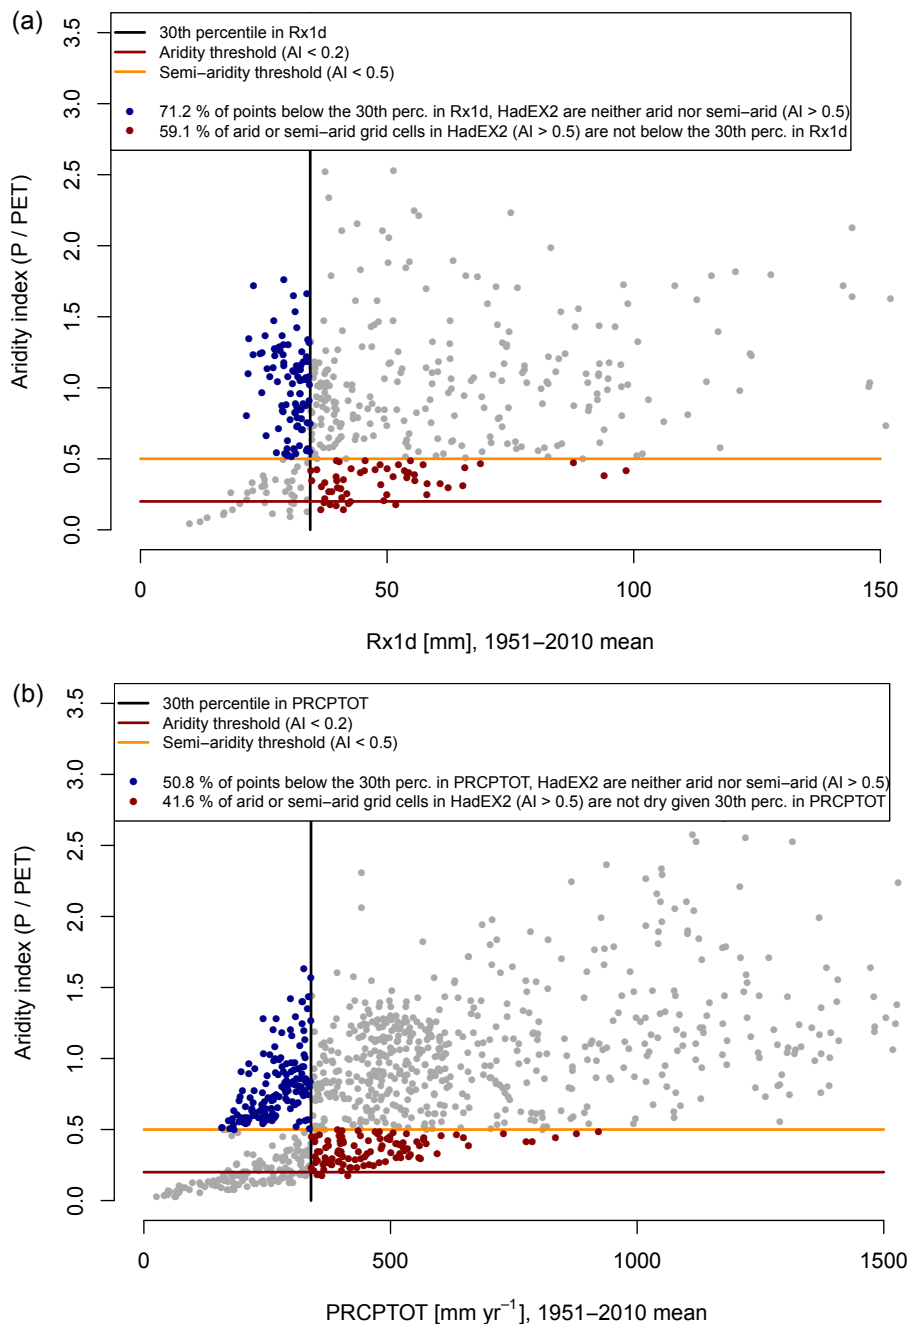 (a)
30th percentile in Rx1d
Aridity threshold (AI < 0.2)
Semi−aridity threshold (AI < 0.5)
71.2 % of points below the 30th perc. in Rx1d, HadEX2 are neither arid nor semi−arid (AI > 0.5)
59.1 % of arid or semi−arid grid cells in HadEX2 (AI > 0.5) are not below the 30th perc. in Rx1d
Aridity index (P / PET)
3.5
3.0
2.5
2.0
1.5
1.0
0.5
0.0
0 50 100 150
Rx1d [mm], 1951−2010 mean
(b)
30th percentile in PRCPTOT
Aridity threshold (AI < 0.2)
Semi−aridity threshold (AI < 0.5)
50.8 % of points below the 30th perc. in PRCPTOT, HadEX2 are neither arid nor semi−arid (AI > 0.5)
41.6 % of arid or semi−arid grid cells in HadEX2 (AI > 0.5) are not dry given 30th perc. in PRCPTOT
Aridity index (P / PET)
3.5
3.0
2.5
2.0
1.5
1.0
0.5
0.0
0 500 1000 1500
PRCPTOT [mm yr⁻¹], 1951−2010 mean